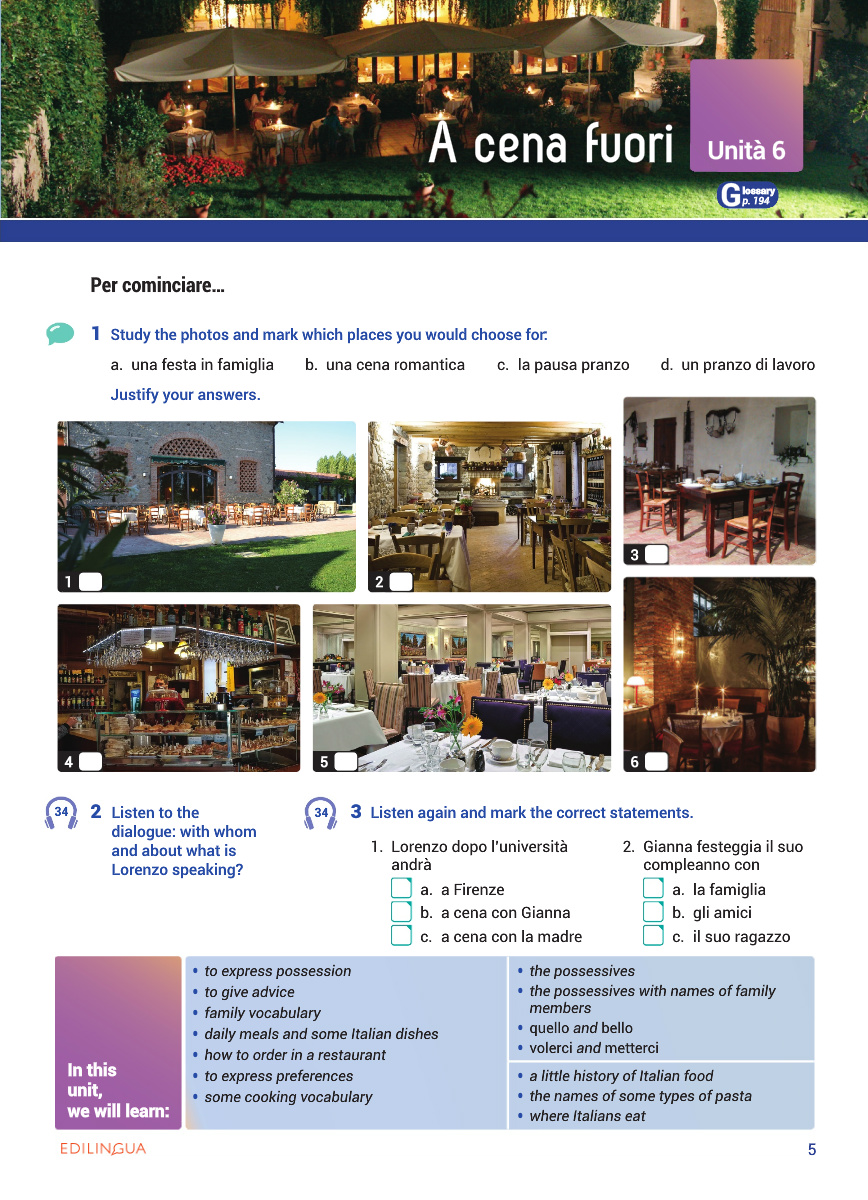 A cena fuori
Unità 6
Glossary
p. 194
Per cominciare...
1 Study the photos and mark which places you would choose for:
a. una festa in famiglia b. una cena romantica c. la pausa pranzo d. un pranzo di lavoro
Justify your answers.
1
2
3
4
5
6
34
2 Listen to the
dialogue: with whom
and about what is
Lorenzo speaking?
34
3 Listen again and mark the correct statements.
1. Lorenzo dopo l'università
andrà
a. a Firenze
b. a cena con Gianna
c. a cena con la madre
2. Gianna festeggia il suo
compleanno con
a. la famiglia
b. gli amici
c. il suo ragazzo
In this
unit,
we will learn:
• to express possession
• to give advice
• family vocabulary
• daily meals and some Italian dishes
• how to order in a restaurant
• to express preferences
• some cooking vocabulary
• the possessives
• the possessives with names of family
members
• quello and bello
• volerci and metterci
• a little history of Italian food
• the names of some types of pasta
• where Italians eat
EDILINGUA
5